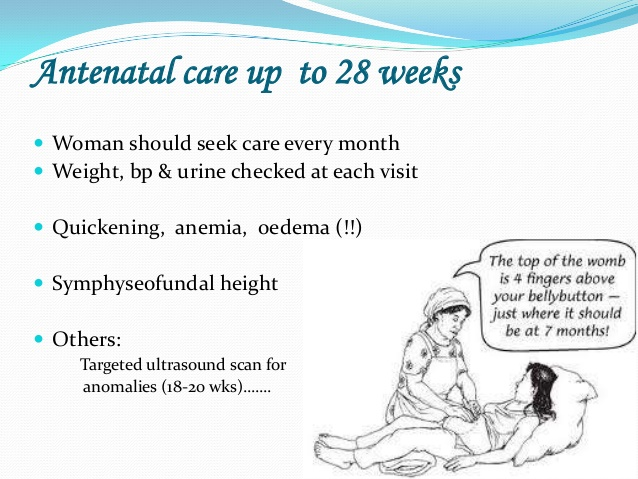 Antenatal care up to 28 weeks
• Woman should seek care every month
• Weight, bp & urine checked at each visit
• Quickening, anemia, oedema (!!)
• Symphyseofundal height
• Others:
Targeted ultrasound scan for
anomalies (18-20 wks).......
The top of the womb
is 4 fingers above
your bellybutton —
just where it should
be at 7 months!